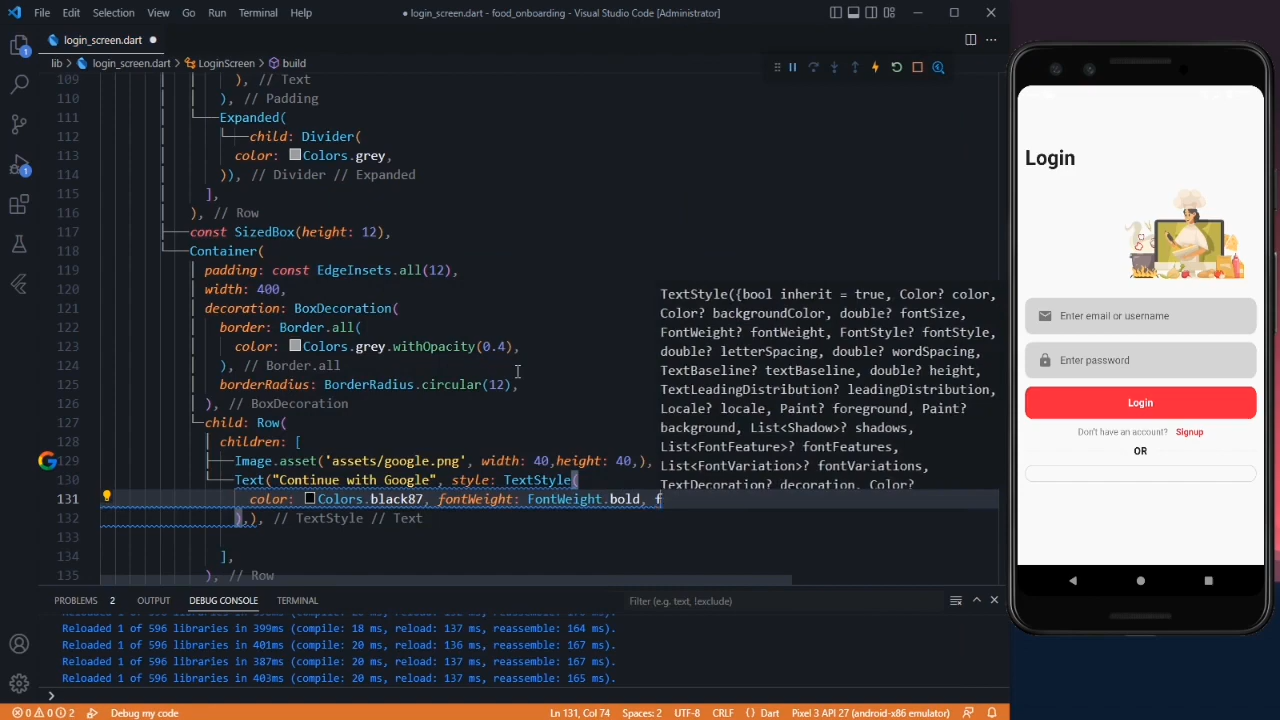 File Edit Selection View Go Run Terminal Help
● login_screen.dart - food_onboarding - Visual Studio Code [Administrator]
login_screen.dart ●
lib > login_screen.dart > LoginScreen > build
109 ), // Text
110 ), // Padding
111 Expanded(
112 child: Divider(
113 color: Colors.grey,
114 )), // Divider // Expanded
115 ],
116 ), // Row
117 const SizedBox(height: 12),
118 Container(
119 padding: const EdgeInsets.all(12),
120 width: 400,
121 decoration: BoxDecoration(
122 border: Border.all(
123 color: Colors.grey.withOpacity(0.4),
124 ), // Border.all
125 borderRadius: BorderRadius.circular(12),
126 ), // BoxDecoration
127 child: Row(
128 children: [
129 Image.asset('assets/google.png', width: 40,height: 40,),
130 Text("Continue with Google", style: TextStyle(
131 color: Colors.black87, fontWeight: FontWeight.bold, f
132 ),), // TextStyle // Text
133
134 ],
135 ), // Row
TextStyle({bool inherit = true, Color? color,
Color? backgroundColor, double? fontSize,
FontWeight? fontWeight, FontStyle? fontStyle,
double? letterSpacing, double? wordSpacing,
TextBaseline? textBaseline, double? height,
TextLeadingDistribution? leadingDistribution,
Locale? locale, Paint? foreground, Paint?
background, List<Shadow>? shadows,
List<FontFeature>? fontFeatures,
List<FontVariation>? fontVariations,
TextDecoration? decoration, Color?
PROBLEMS 2 OUTPUT DEBUG CONSOLE TERMINAL
Filter (e.g. text, !exclude)
Reloaded 1 of 596 libraries in 399ms (compile: 18 ms, reload: 137 ms, reassemble: 164 ms).
Reloaded 1 of 596 libraries in 401ms (compile: 20 ms, reload: 136 ms, reassemble: 167 ms).
Reloaded 1 of 596 libraries in 387ms (compile: 20 ms, reload: 137 ms, reassemble: 167 ms).
Reloaded 1 of 596 libraries in 403ms (compile: 20 ms, reload: 137 ms, reassemble: 165 ms).
>
0 0 2 Debug my code
Ln 131, Col 74 Spaces: 2 UTF-8 CRLF {} Dart Pixel 3 API 27 (android-x86 emulator)
Login
Enter email or username
Enter password
Login
Don't have an account? Signup
OR